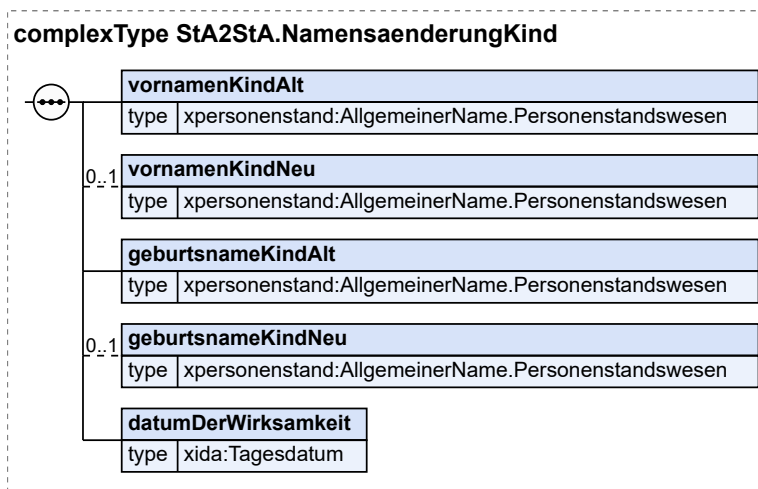 complexType StA2StA.NamensaenderungKind
vornamenKindAlt
type xpersonenstand:AllgemeinerName.Personenstandswesen
0..1
vornamenKindNeu
type xpersonenstand:AllgemeinerName.Personenstandswesen
geburtsnameKindAlt
type xpersonenstand:AllgemeinerName.Personenstandswesen
0..1
geburtsnameKindNeu
type xpersonenstand:AllgemeinerName.Personenstandswesen
datumDerWirksamkeit
type xida:Tagesdatum